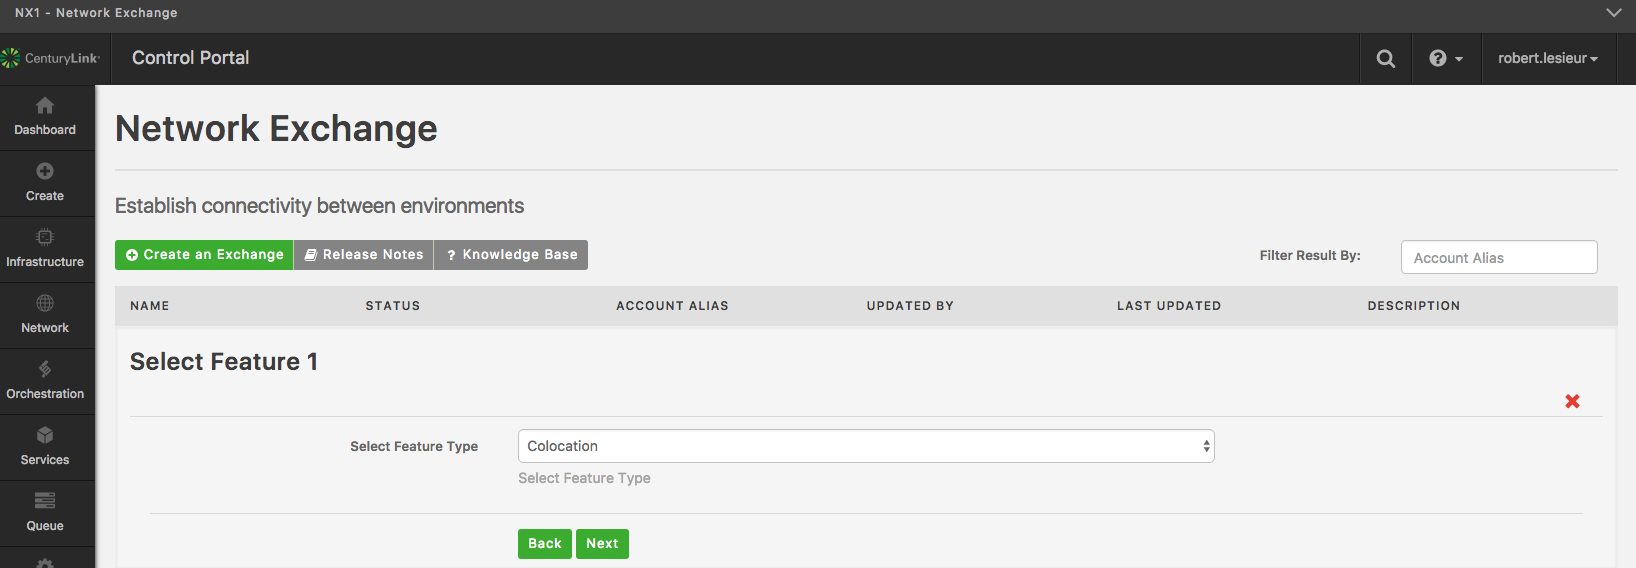 NX1 - Network Exchange
CenturyLink
Control Portal
robert.lesieur
Dashboard
Create
Infrastructure
Network
Orchestration
Services
Queue
Network Exchange
Establish connectivity between environments
Create an Exchange
Release Notes
? Knowledge Base
Filter Result By:
Account Alias
NAME STATUS ACCOUNT ALIAS UPDATED BY LAST UPDATED DESCRIPTION
Select Feature 1
Select Feature Type
Colocation
Select Feature Type
Back
Next